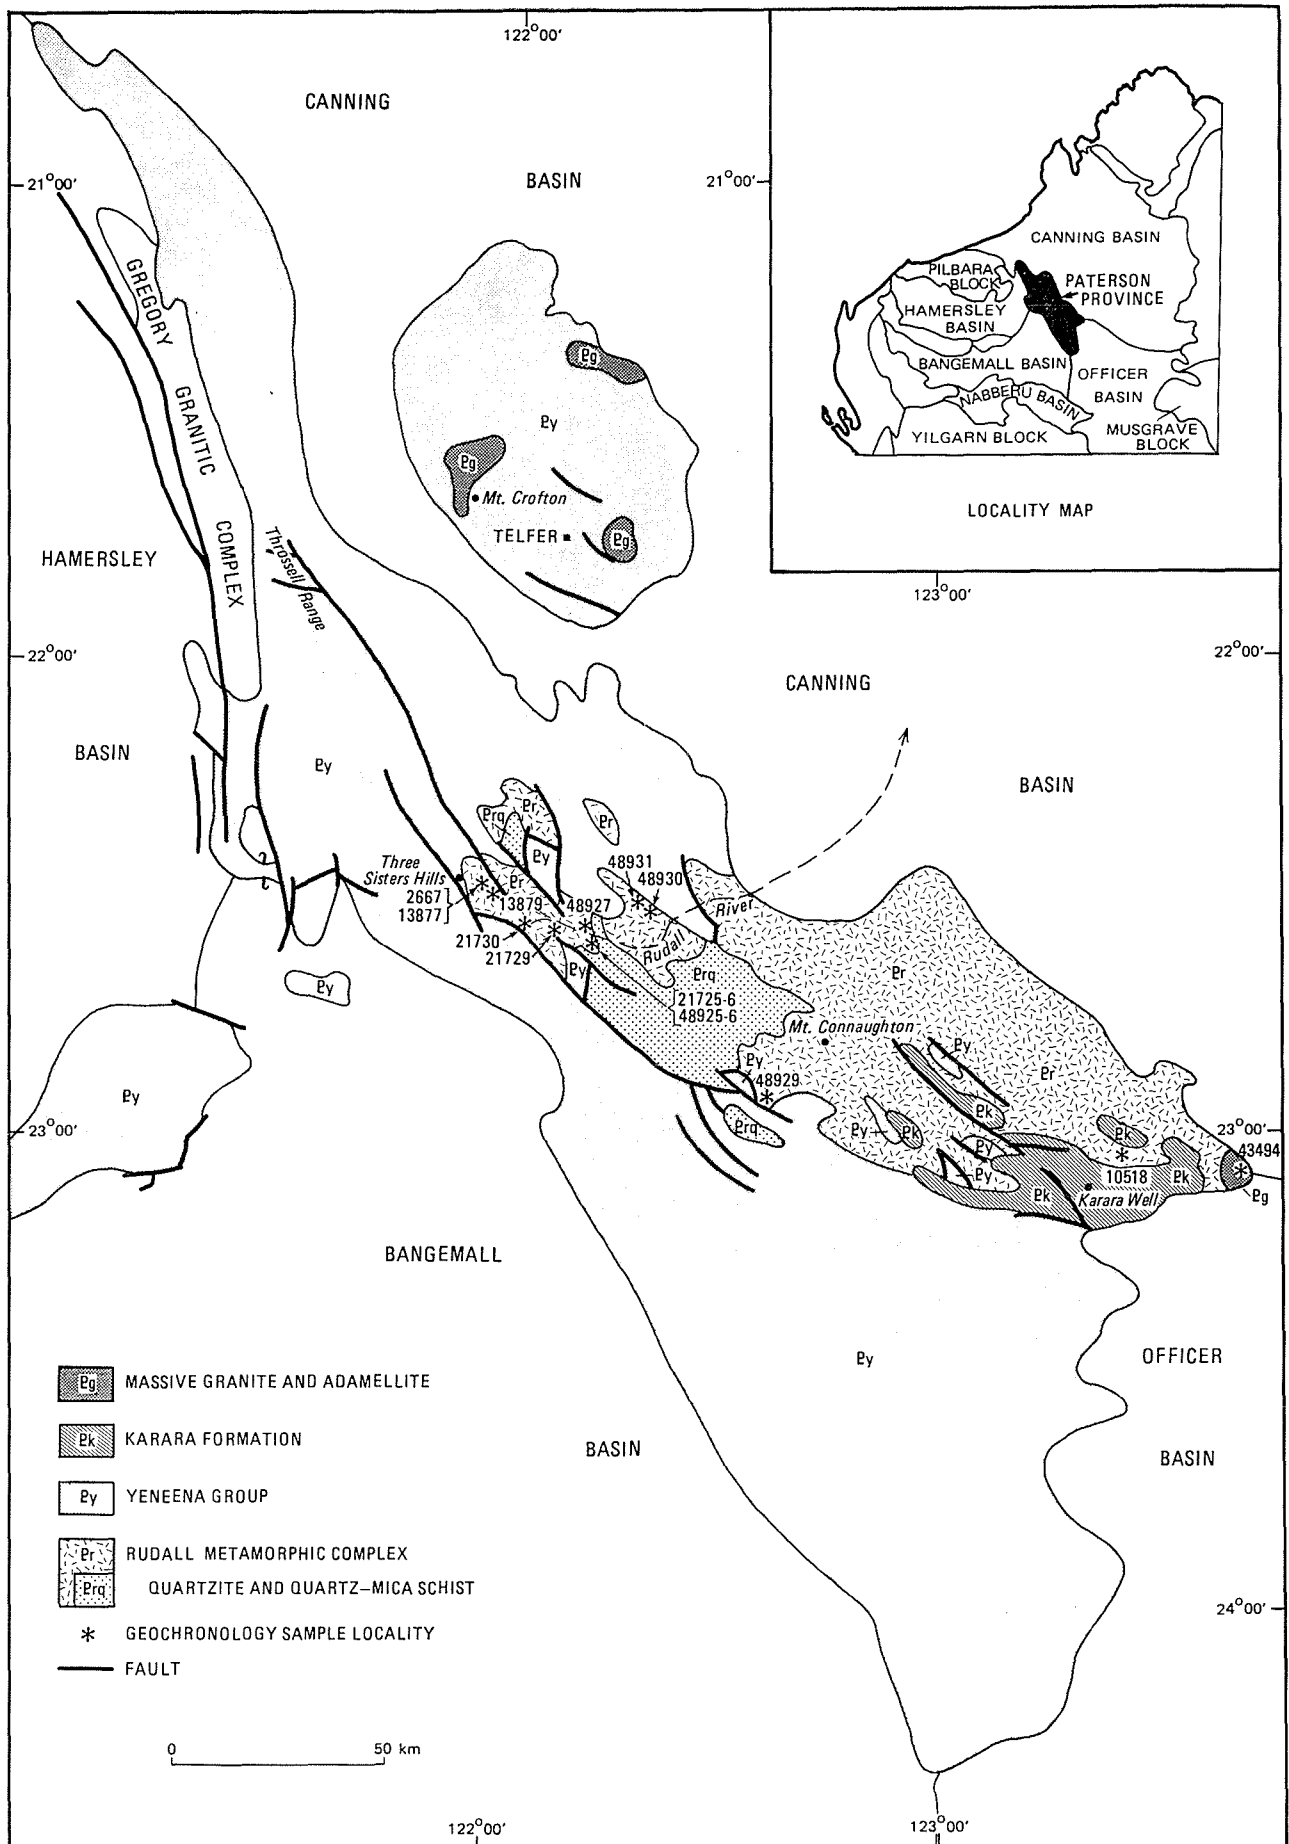 122°00'
CANNING
BASIN
21°00'
21°00'
CANNING BASIN
PILBARA
BLOCK
PATERSON
PROVINCE
HAMERSLEY
BASIN
BANGEMALL BASIN
OFFICER
BASIN
NABBERU BASIN
MUSGRAVE
BLOCK
YILGARN BLOCK
LOCALITY MAP
GREGORY
GRANITIC
COMPLEX
Pg
Py
Pg
Mt. Crofton
TELFER
Pg
HAMERSLEY
Throssell
Range
123°00'
22°00'
22°00'
CANNING
BASIN
Py
BASIN
Pr
Prq
Pr
Py
Three
Sisters Hills
2667
13877
Pr
13879
48927
48931
48930
River
Rudall
21730
21729
Py
Prq
Pr
21725-6
48925-6
Py
Mt. Connaughton
Py
48929
Pr
Py
Pk
Prq
Py
Pk
Py
Pk
23°00'
23°00'
43494
Py
Pk
10518
Karara Well
Pk
Pg
BANGEMALL
Py
OFFICER
BASIN
BASIN
Pg MASSIVE GRANITE AND ADAMELLITE
Pk KARARA FORMATION
Py YENEENA GROUP
Pr RUDALL METAMORPHIC COMPLEX
Prq QUARTZITE AND QUARTZ–MICA SCHIST
* GEOCHRONOLOGY SAMPLE LOCALITY
FAULT
24°00'
0 50 km
122°00'
123°00'